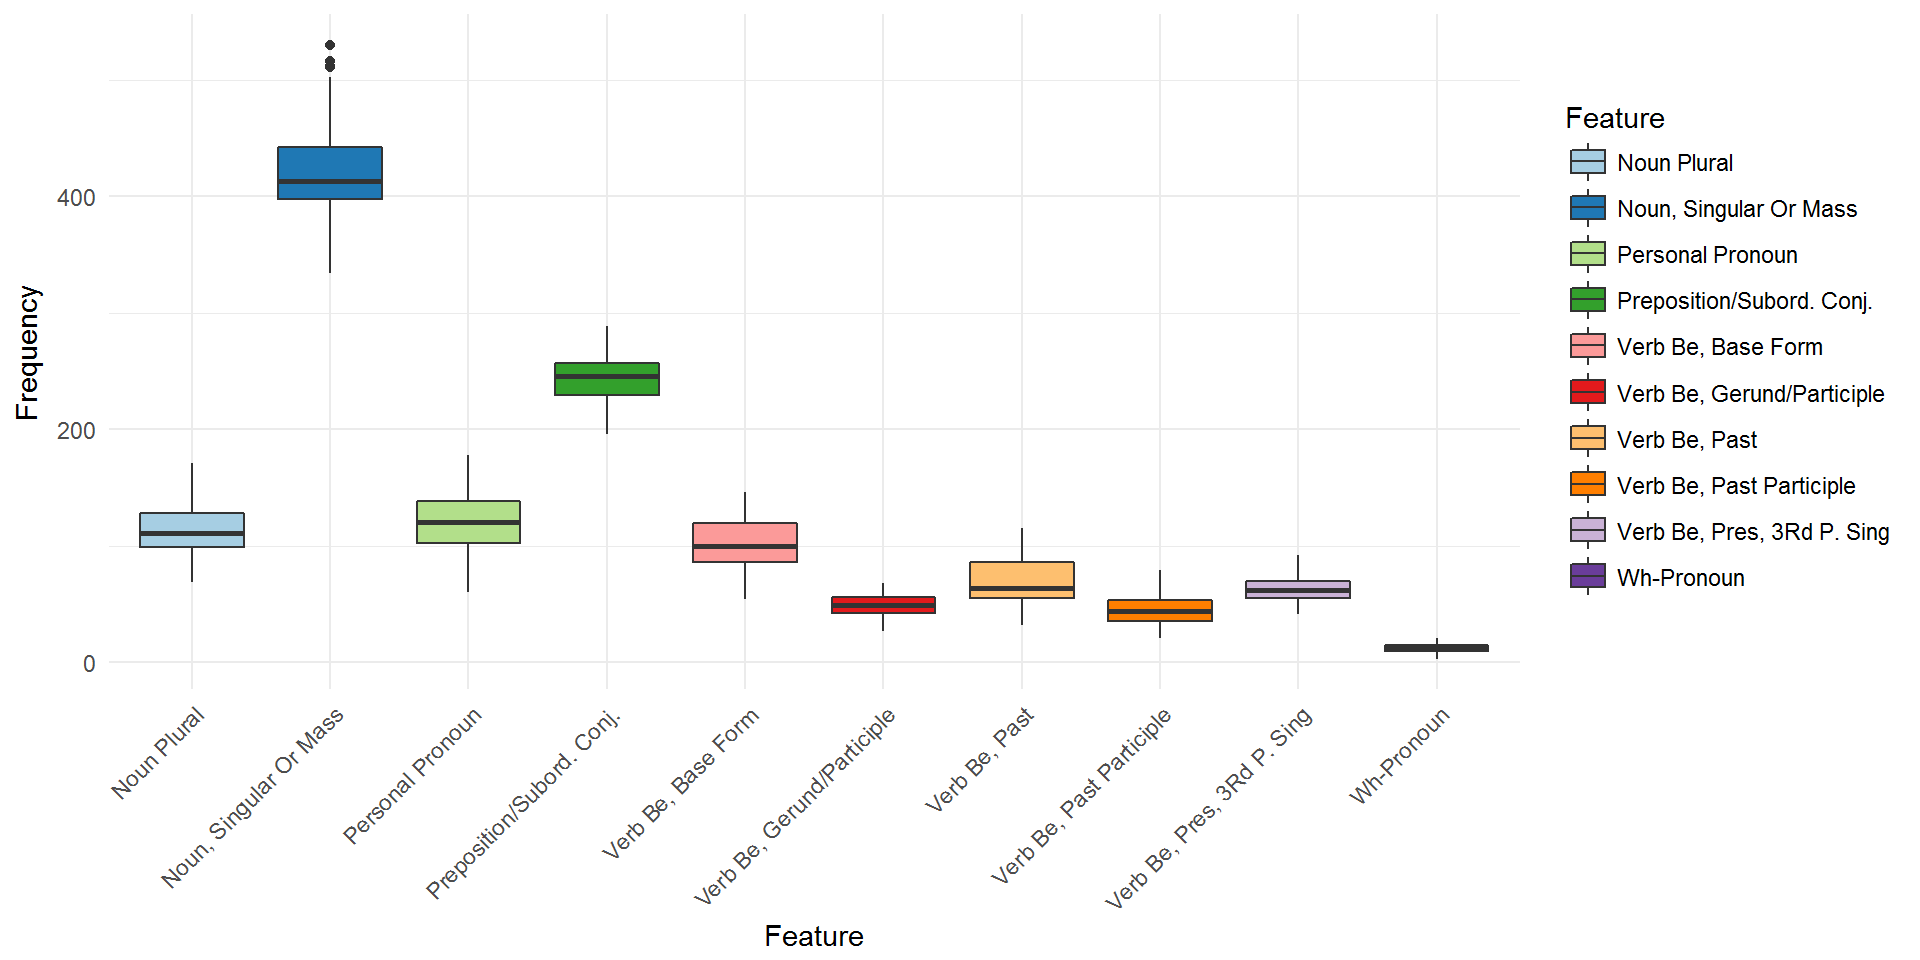 Frequency
400
200
0
Noun Plural
Noun, Singular Or Mass
Personal Pronoun
Preposition/Subord. Conj.
Verb Be, Base Form
Verb Be, Gerund/Participle
Verb Be, Past
Verb Be, Past Participle
Verb Be, Pres, 3Rd P. Sing
Wh-Pronoun
Feature
Feature
Noun Plural
Noun, Singular Or Mass
Personal Pronoun
Preposition/Subord. Conj.
Verb Be, Base Form
Verb Be, Gerund/Participle
Verb Be, Past
Verb Be, Past Participle
Verb Be, Pres, 3Rd P. Sing
Wh-Pronoun